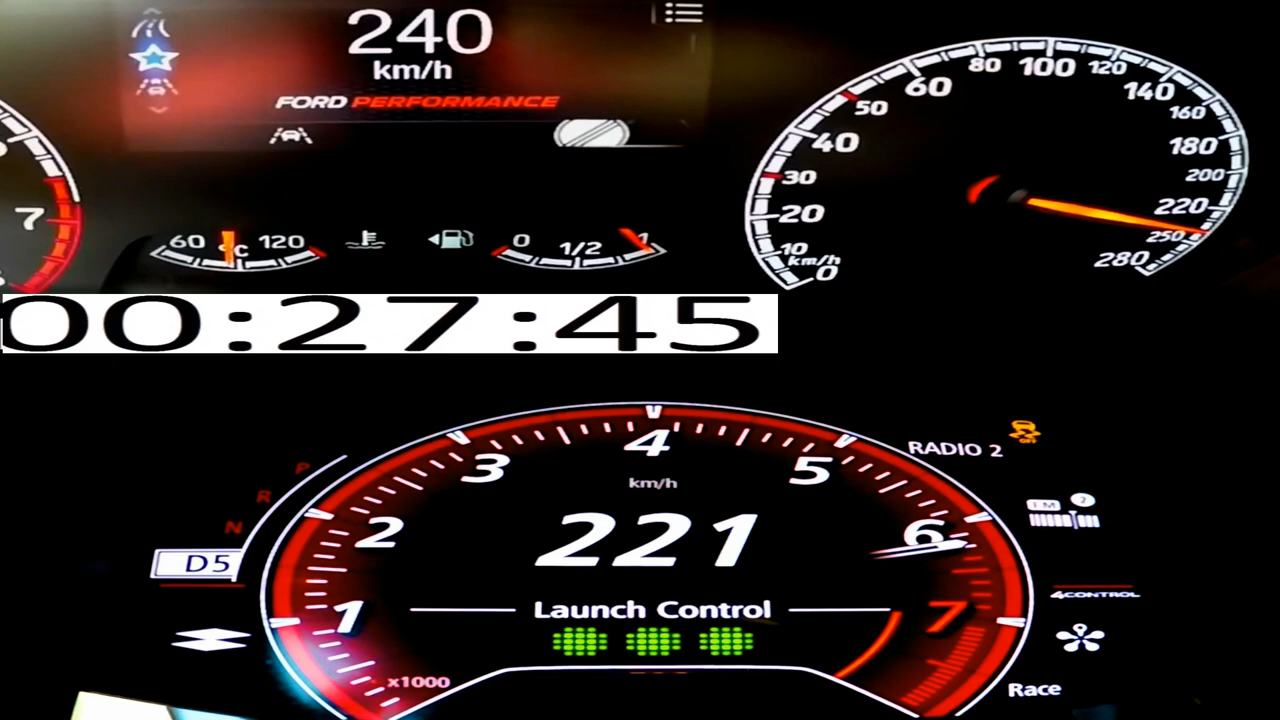 240
km/h
FORD PERFORMANCE
7
60 °C 120
0 1/2 1
0 10 20 30 40 50 60 80 100 120 140 160 180 200 220 250 280
km/h
00:27:45
P
R
N
D5
1 2 3 4 5 6 7
x1000
km/h
221
Launch Control
RADIO 2
OFF
4CONTROL
Race